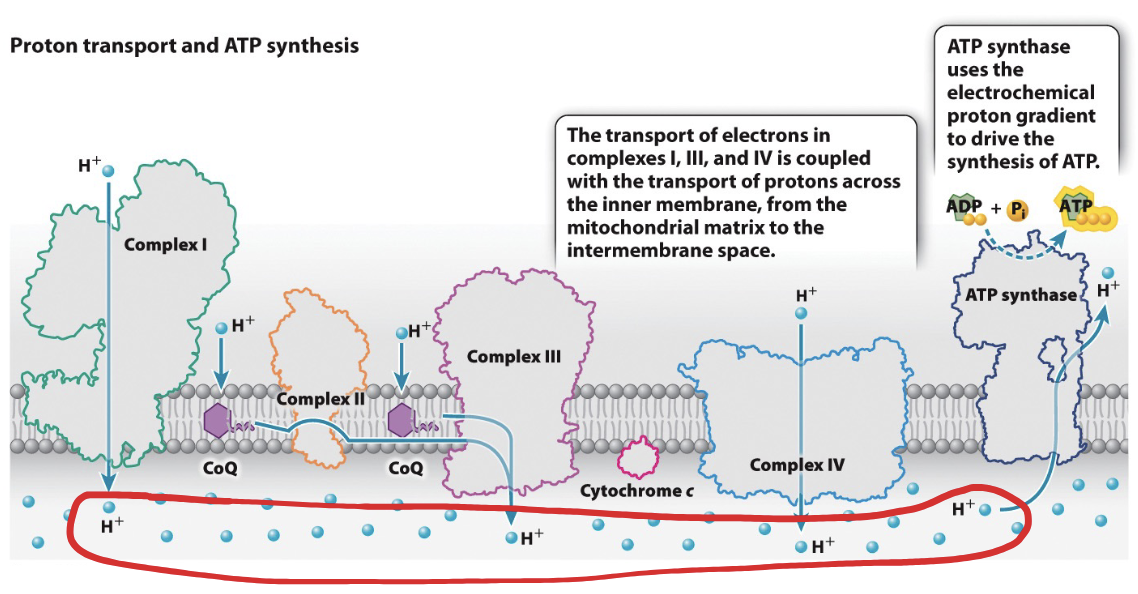 Proton transport and ATP synthesis
ATP synthase
uses the
electrochemical
proton gradient
to drive the
synthesis of ATP.
The transport of electrons in
complexes I, III, and IV is coupled
with the transport of protons across
the inner membrane, from the
mitochondrial matrix to the
intermembrane space.
H+
Complex I
ADP + Pi
ATP
H+
H+
ATP synthase
H+
H+
Complex III
Complex II
CoQ
CoQ
Complex IV
Cytochrome c
H+
H+
H+
H+